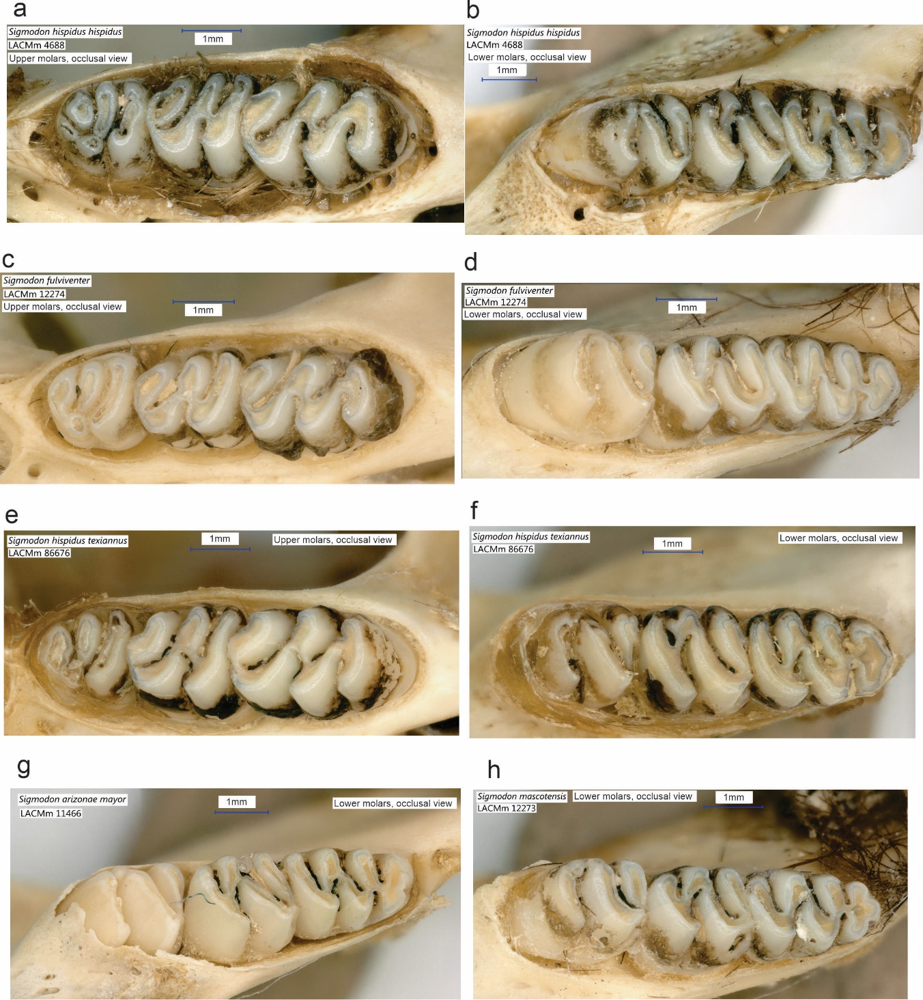 a
Sigmodon hispidus hispidus
LACMm 4688
Upper molars, occlusal view
1mm
b
Sigmodon hispidus hispidus
LACMm 4688
Lower molars, occlusal view
1mm
c
Sigmodon fulviventer
LACMm 12274
Upper molars, occlusal view
1mm
d
Sigmodon fulviventer
LACMm 12274
Lower molars, occlusal view
1mm
e
Sigmodon hispidus texiannus
LACMm 86676
1mm
Upper molars, occlusal view
f
Sigmodon hispidus texiannus
LACMm 86676
1mm
Lower molars, occlusal view
g
Sigmodon arizonae mayor
LACMm 11466
1mm
Lower molars, occlusal view
h
Sigmodon mascotensis
LACMm 12273
Lower molars, occlusal view
1mm